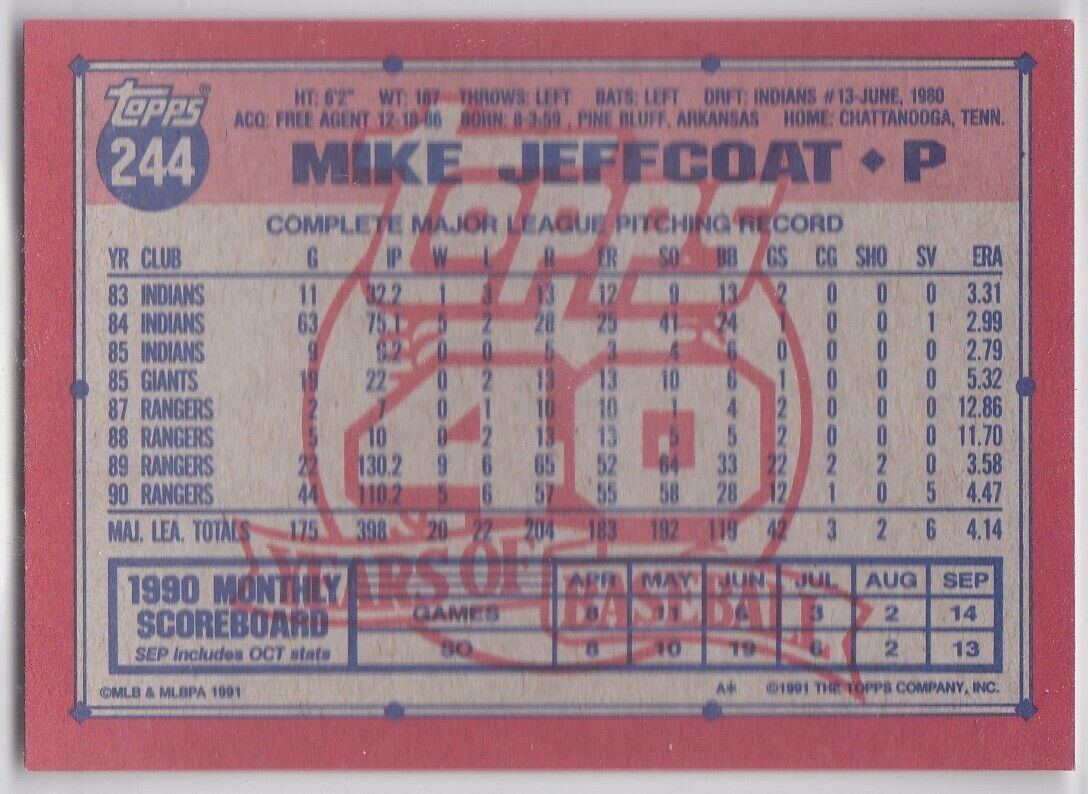 Topps®
244
HT: 6'2" WT: 187 THROWS: LEFT BATS: LEFT DRFT: INDIANS #13-JUNE, 1980
ACQ: FREE AGENT 12-18-86 BORN: 8-3-59, PINE BLUFF, ARKANSAS HOME: CHATTANOOGA, TENN.
MIKE JEFFCOAT ◆ P
COMPLETE MAJOR LEAGUE PITCHING RECORD
YR CLUB G IP W L R ER SO BB GS CG SHO SV ERA
83 INDIANS 11 32.2 1 3 13 12 9 13 2 0 0 0 3.31
84 INDIANS 63 75.1 5 2 28 25 41 24 1 0 0 1 2.99
85 INDIANS 9 9.2 0 0 5 3 4 6 0 0 0 0 2.79
85 GIANTS 19 22 0 2 13 13 10 6 1 0 0 0 5.32
87 RANGERS 2 7 0 1 10 10 1 4 2 0 0 0 12.86
88 RANGERS 5 10 0 2 13 13 5 5 2 0 0 0 11.70
89 RANGERS 22 130.2 9 6 65 52 64 33 22 2 2 0 3.58
90 RANGERS 44 110.2 5 6 57 55 58 28 12 1 0 5 4.47
MAJ. LEA. TOTALS 175 398 20 22 204 183 192 119 42 3 2 6 4.14
Topps
40
YEARS OF BASEBALL
1990 MONTHLY
SCOREBOARD
SEP includes OCT stats
APR MAY JUN JUL AUG SEP
GAMES 8 11 6 3 2 14
SO 8 10 19 6 2 13
©MLB & MLBPA 1991 A* ©1991 THE TOPPS COMPANY, INC.